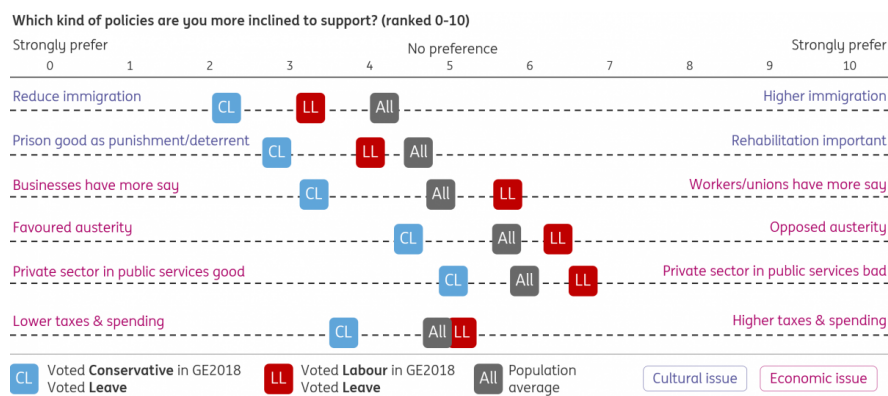 Which kind of policies are you more inclined to support? (ranked 0-10)
Strongly prefer No preference Strongly prefer
0 1 2 3 4 5 6 7 8 9 10
Reduce immigration CL LL All Higher immigration
Prison good as punishment/deterrent CL LL All Rehabilitation important
Businesses have more say CL All LL Workers/unions have more say
Favoured austerity CL All LL Opposed austerity
Private sector in public services good CL All LL Private sector in public services bad
Lower taxes & spending CL All LL Higher taxes & spending
CL Voted Conservative in GE2018
Voted Leave
LL Voted Labour in GE2018
Voted Leave
All Population
average
Cultural issue
Economic issue